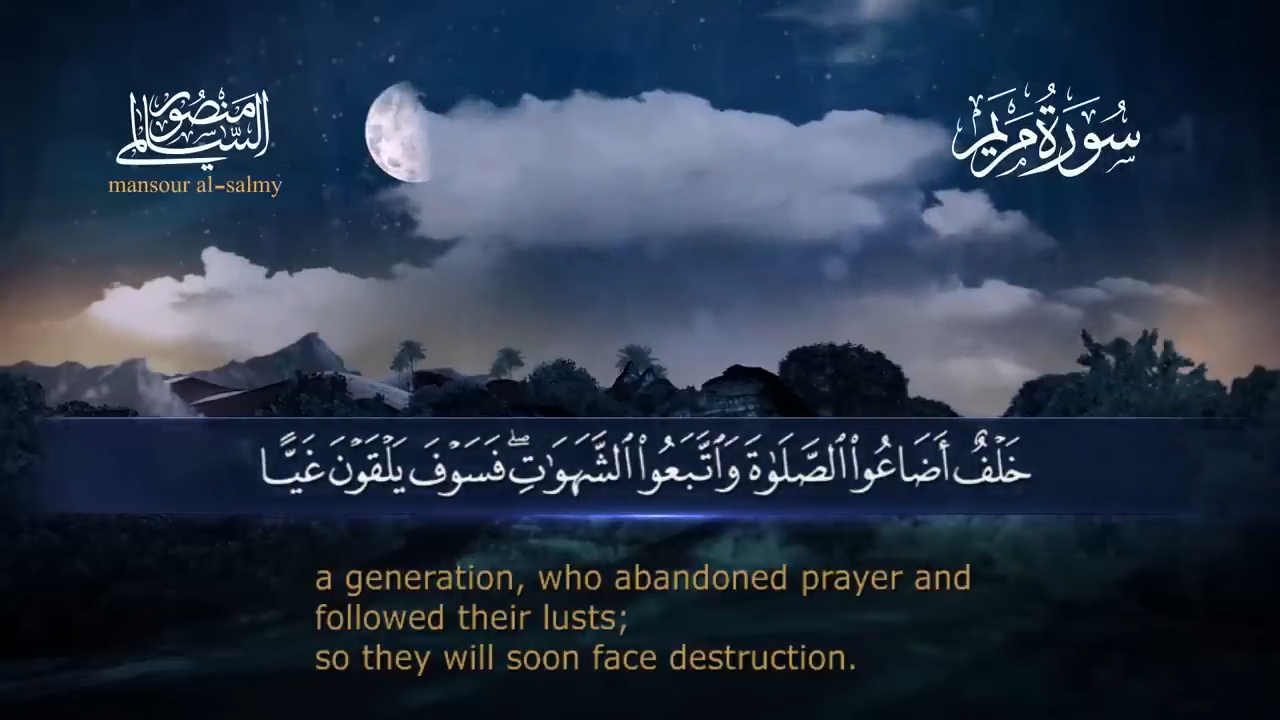 منصور السالمي
mansour al-salmy
سُورَةُ مَرْيَم
خَلْفٌ أَضَاعُوا۟ ٱلصَّلَوٰةَ وَٱتَّبَعُوا۟ ٱلشَّهَوَٰتِ ۖ فَسَوْفَ يَلْقَوْنَ غَيًّا
a generation, who abandoned prayer and
followed their lusts;
so they will soon face destruction.